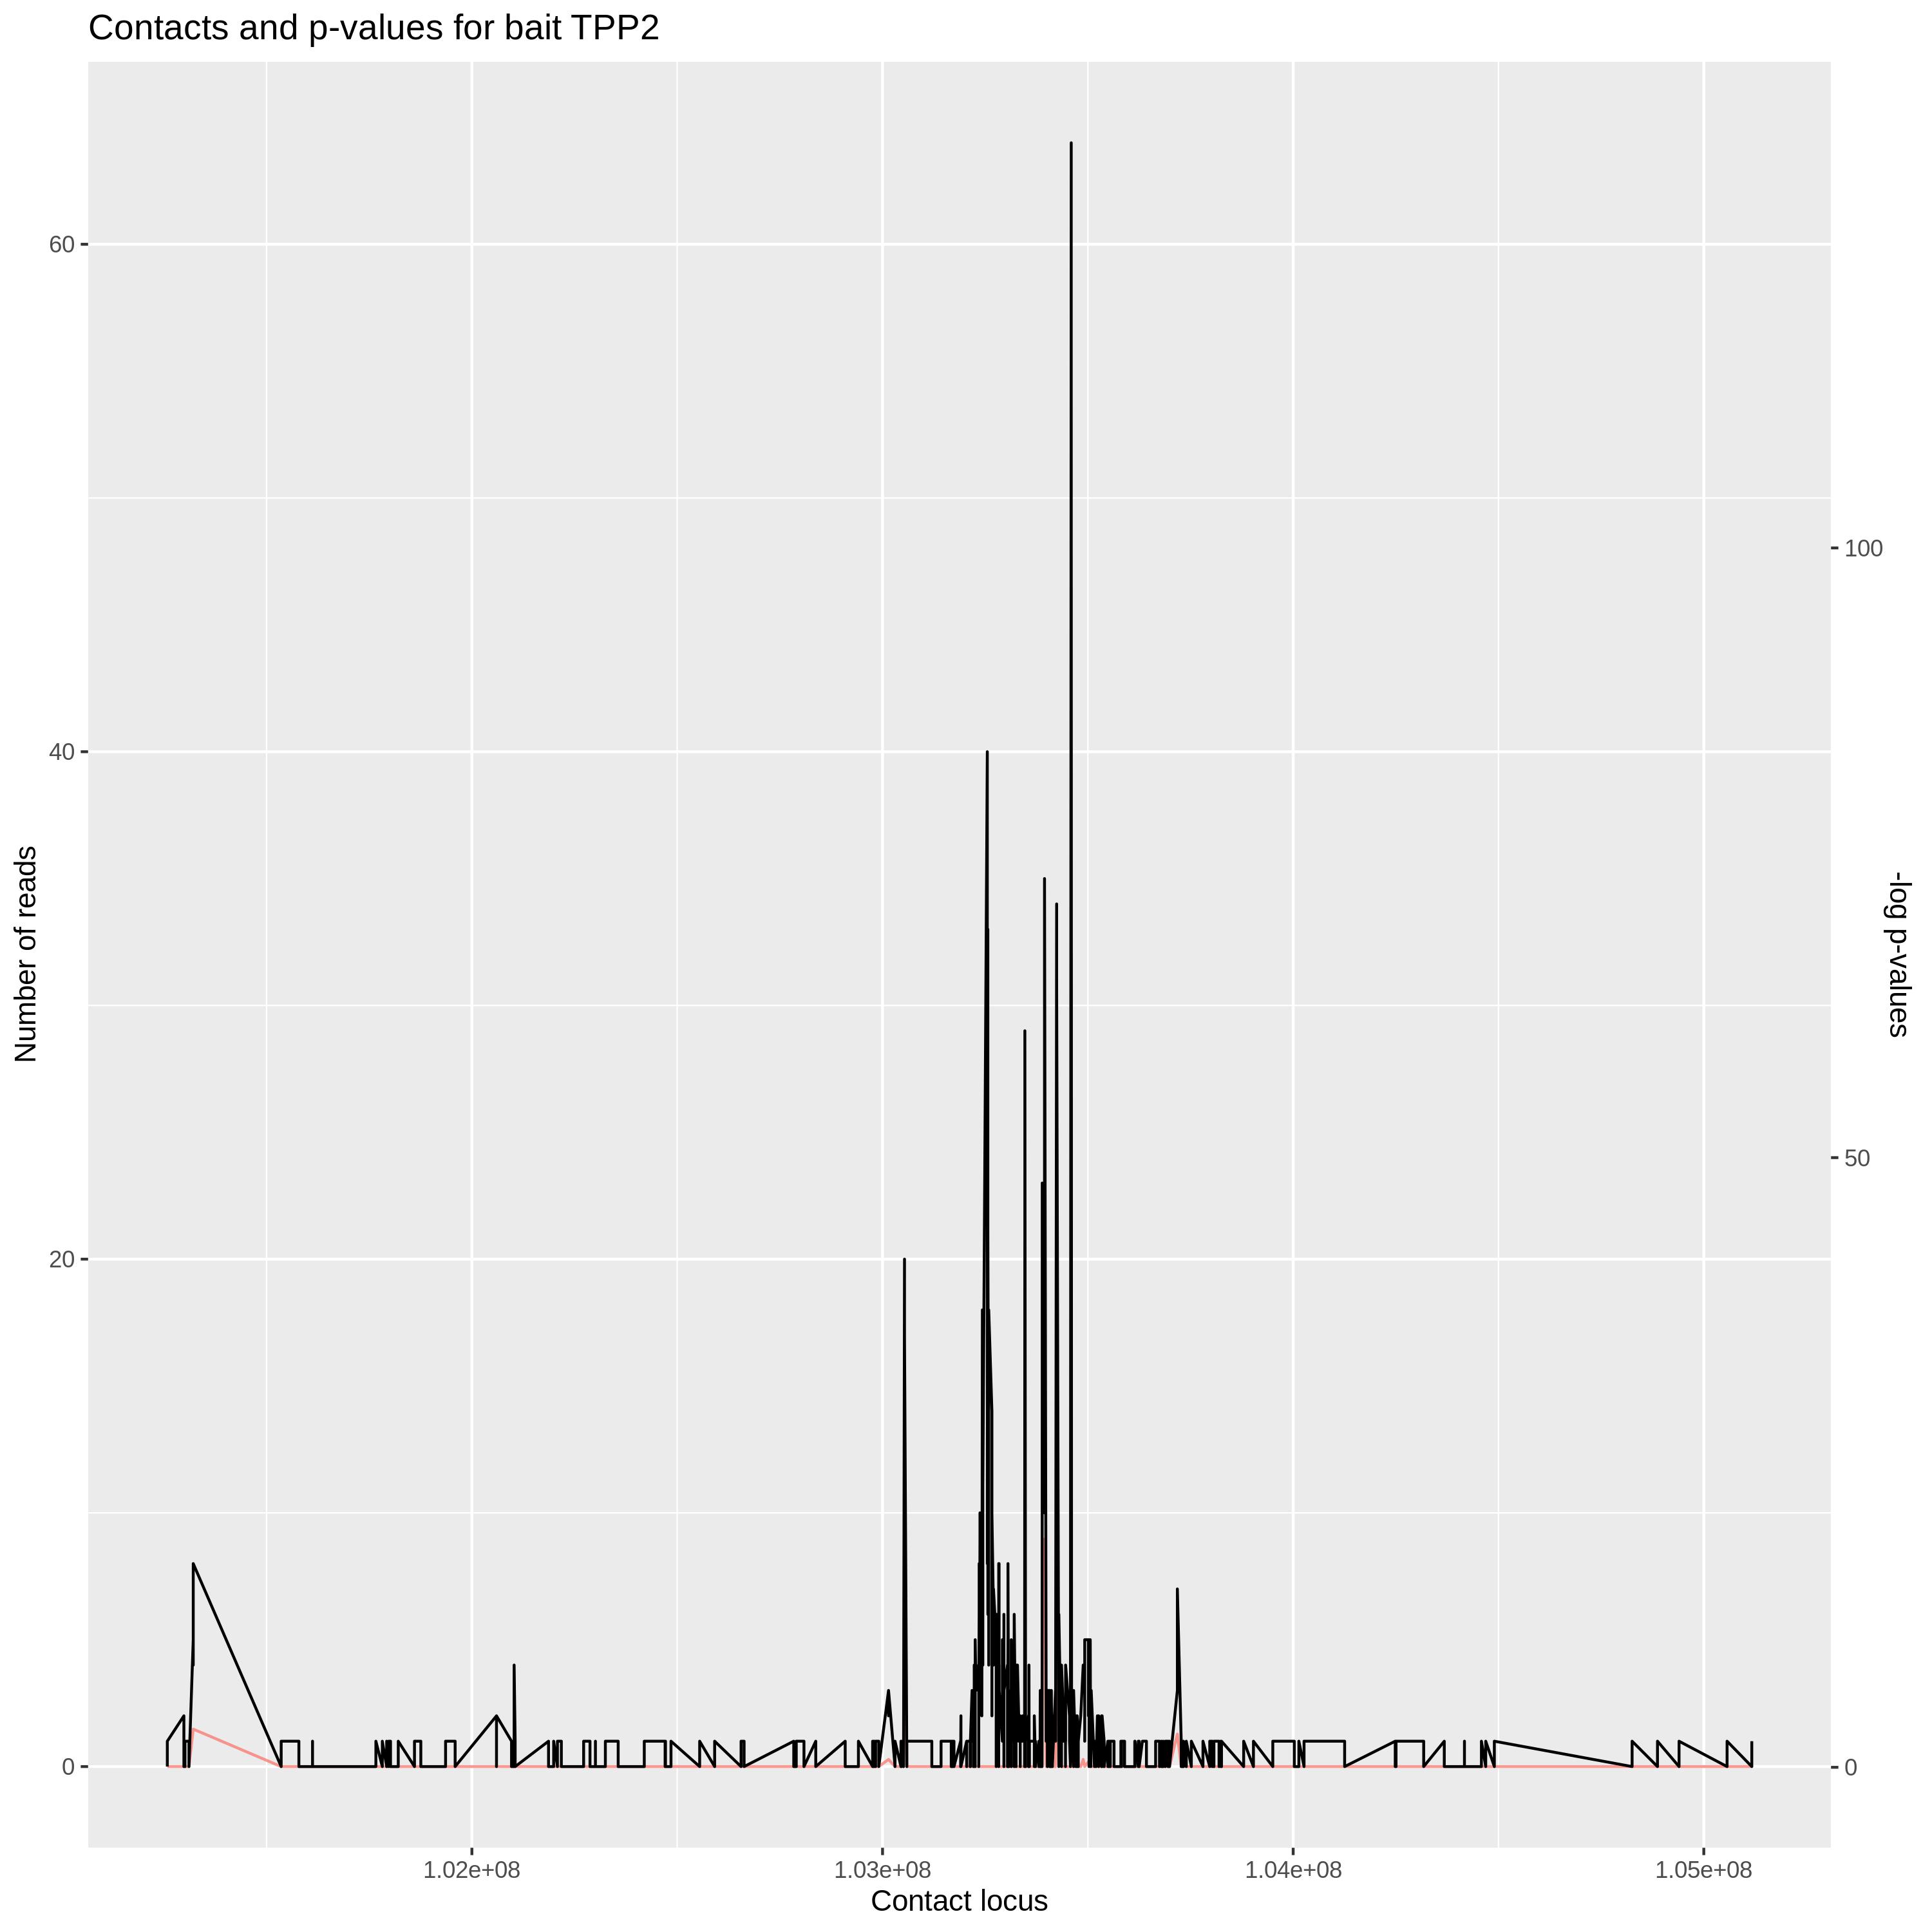 Contacts and p-values for bait TPP2
60
40
20
0
Number of reads
100
50
0
-log p-values
1.02e+08
1.03e+08
1.04e+08
1.05e+08
Contact locus